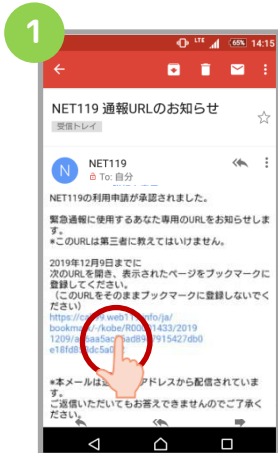 1
LTE 65% 14:15
NET119 通報URLのお知らせ
受信トレイ
N
NET119
To: 自分
NET119の利用申請が承認されました。
緊急通報に使用するあなた専用のURLをお知らせしま
す。
*このURLは第三者に教えてはいけません。
2019年12月9日までに
次のURLを開き、表示されたページをブックマークに
登録してください。
(このURLをそのままブックマークに登録しないでく
ださい)
*本メールは
アドレスから配信されていま
す。
ご返信いただいてもお答えできませんのでご了承く
ださい。